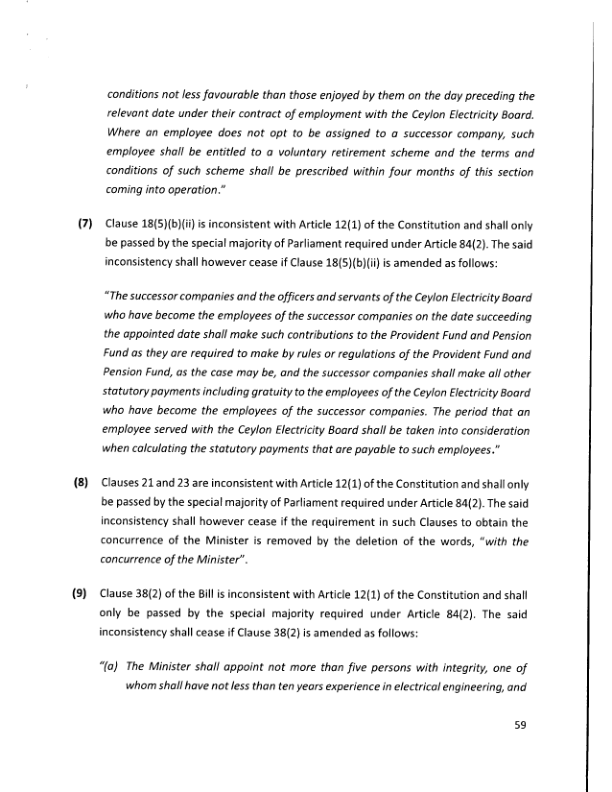 conditions not less favourable than those enjoyed by them on the day preceding the
relevant date under their contract of employment with the Ceylon Electricity Board.
Where an employee does not opt to be assigned to a successor company, such
employee shall be entitled to a voluntary retirement scheme and the terms and
conditions of such scheme shall be prescribed within four months of this section
coming into operation."
(7) Clause 18(5)(b)(ii) is inconsistent with Article 12(1) of the Constitution and shall only
be passed by the special majority of Parliament required under Article 84(2). The said
inconsistency shall however cease if Clause 18(5)(b)(ii) is amended as follows:
"The successor companies and the officers and servants of the Ceylon Electricity Board
who have become the employees of the successor companies on the date succeeding
the appointed date shall make such contributions to the Provident Fund and Pension
Fund as they are required to make by rules or regulations of the Provident Fund and
Pension Fund, as the case may be, and the successor companies shall make all other
statutory payments including gratuity to the employees of the Ceylon Electricity Board
who have become the employees of the successor companies. The period that an
employee served with the Ceylon Electricity Board shall be taken into consideration
when calculating the statutory payments that are payable to such employees."
(8) Clauses 21 and 23 are inconsistent with Article 12(1) of the Constitution and shall only
be passed by the special majority of Parliament required under Article 84(2). The said
inconsistency shall however cease if the requirement in such Clauses to obtain the
concurrence of the Minister is removed by the deletion of the words, "with the
concurrence of the Minister".
(9) Clause 38(2) of the Bill is inconsistent with Article 12(1) of the Constitution and shall
only be passed by the special majority required under Article 84(2). The said
inconsistency shall cease if Clause 38(2) is amended as follows:
"(a) The Minister shall appoint not more than five persons with integrity, one of
whom shall have not less than ten years experience in electrical engineering, and
59